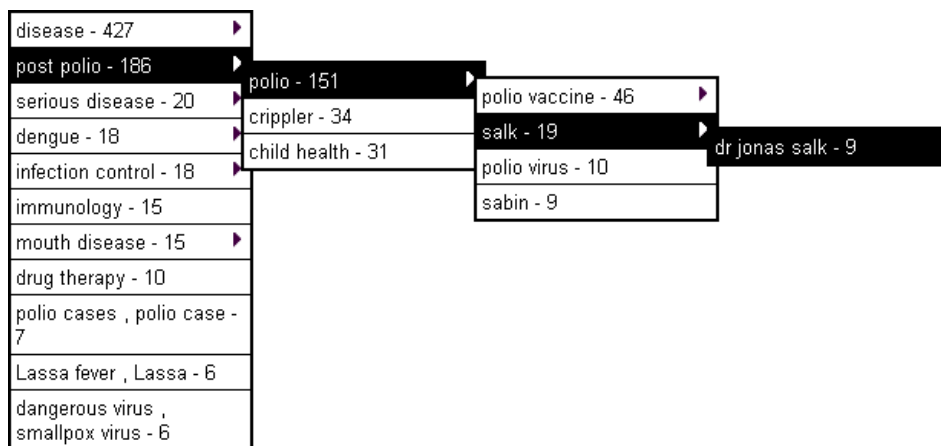 disease - 427
post polio - 186
serious disease - 20
dengue - 18
infection control - 18
immunology - 15
mouth disease - 15
drug therapy - 10
polio cases , polio case -
7
Lassa fever , Lassa - 6
dangerous virus ,
smallpox virus - 6
polio - 151
crippler - 34
child health - 31
polio vaccine - 46
salk - 19
polio virus - 10
sabin - 9
dr jonas salk - 9